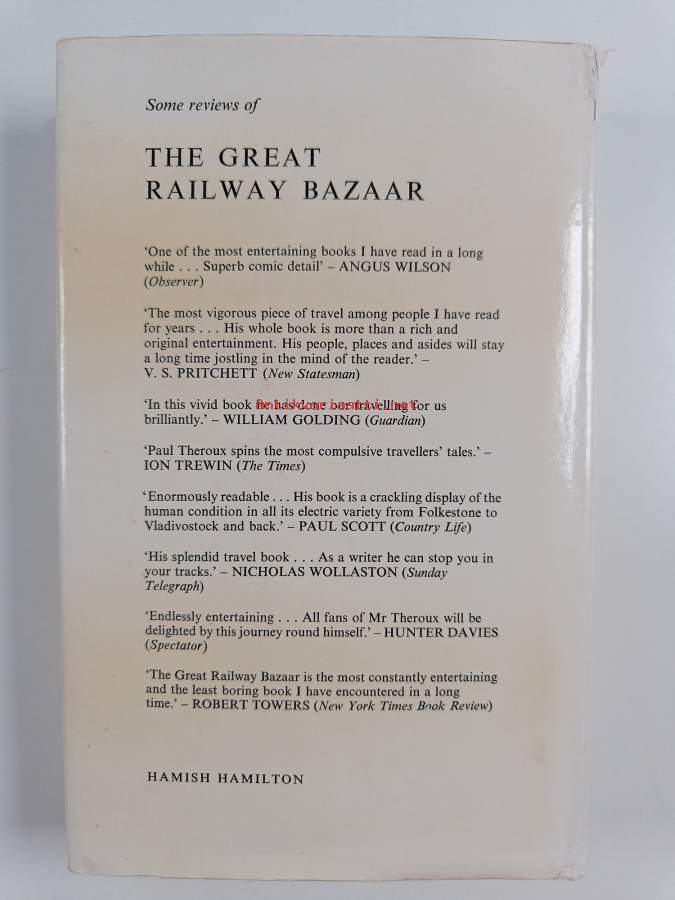 Some reviews of
THE GREAT
RAILWAY BAZAAR
‘One of the most entertaining books I have read in a long
while . . . Superb comic detail’ – ANGUS WILSON
(Observer)
‘The most vigorous piece of travel among people I have read
for years . . . His whole book is more than a rich and
original entertainment. His people, places and asides will stay
a long time jostling in the mind of the reader.’ –
V. S. PRITCHETT (New Statesman)
‘In this vivid book he has done our travelling for us
brilliantly.’ – WILLIAM GOLDING (Guardian)
Antikvariaatti.net
‘Paul Theroux spins the most compulsive travellers’ tales.’ –
ION TREWIN (The Times)
‘Enormously readable . . . His book is a crackling display of the
human condition in all its electric variety from Folkestone to
Vladivostock and back.’ – PAUL SCOTT (Country Life)
‘His splendid travel book . . . As a writer he can stop you in
your tracks.’ – NICHOLAS WOLLASTON (Sunday
Telegraph)
‘Endlessly entertaining . . . All fans of Mr Theroux will be
delighted by this journey round himself.’ – HUNTER DAVIES
(Spectator)
‘The Great Railway Bazaar is the most constantly entertaining
and the least boring book I have encountered in a long
time.’ – ROBERT TOWERS (New York Times Book Review)
HAMISH HAMILTON